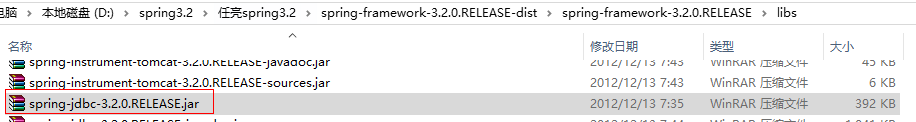 电脑 › 本地磁盘 (D:) › spring3.2 › 任亮spring3.2 › spring-framework-3.2.0.RELEASE-dist › spring-framework-3.2.0.RELEASE › libs
名称 修改日期 类型 大小
spring-instrument-tomcat-3.2.0.RELEASE-javadoc.jar 2012/12/13 7:43 WinRAR 压缩文件 45 KB
spring-instrument-tomcat-3.2.0.RELEASE-sources.jar 2012/12/13 7:43 WinRAR 压缩文件 6 KB
spring-jdbc-3.2.0.RELEASE.jar 2012/12/13 7:35 WinRAR 压缩文件 392 KB